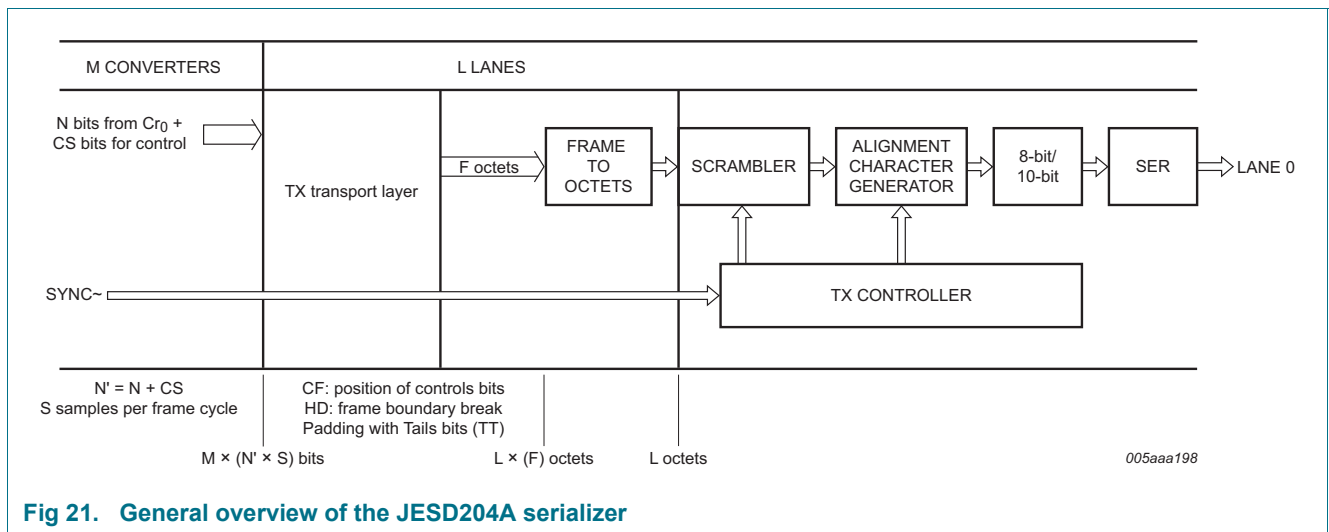 M CONVERTERS
L LANES
N bits from Cr0 +
CS bits for control
TX transport layer
F octets
FRAME
TO
OCTETS
SCRAMBLER
ALIGNMENT
CHARACTER
GENERATOR
8-bit/
10-bit
SER
LANE 0
SYNC~
TX CONTROLLER
N' = N + CS
S samples per frame cycle
CF: position of controls bits
HD: frame boundary break
Padding with Tails bits (TT)
M × (N' × S) bits
L × (F) octets
L octets
005aaa198
Fig 21. General overview of the JESD204A serializer